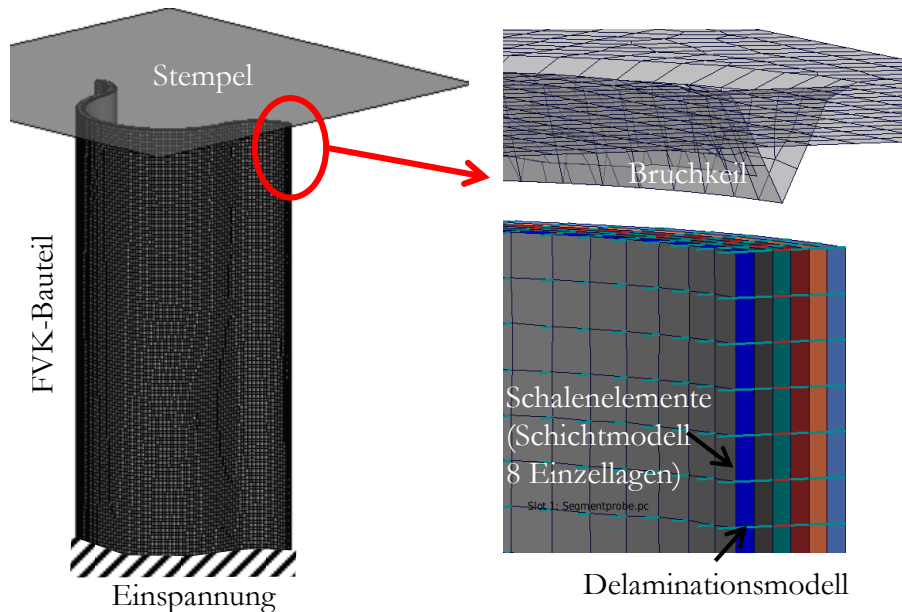 Stempel
Bruchkeil
FVK-Bauteil
Schalenelemente
(Schichtmodell
8 Einzellagen)
Slot 1: Segmentprobe.pc
Einspannung
Delaminationsmodell